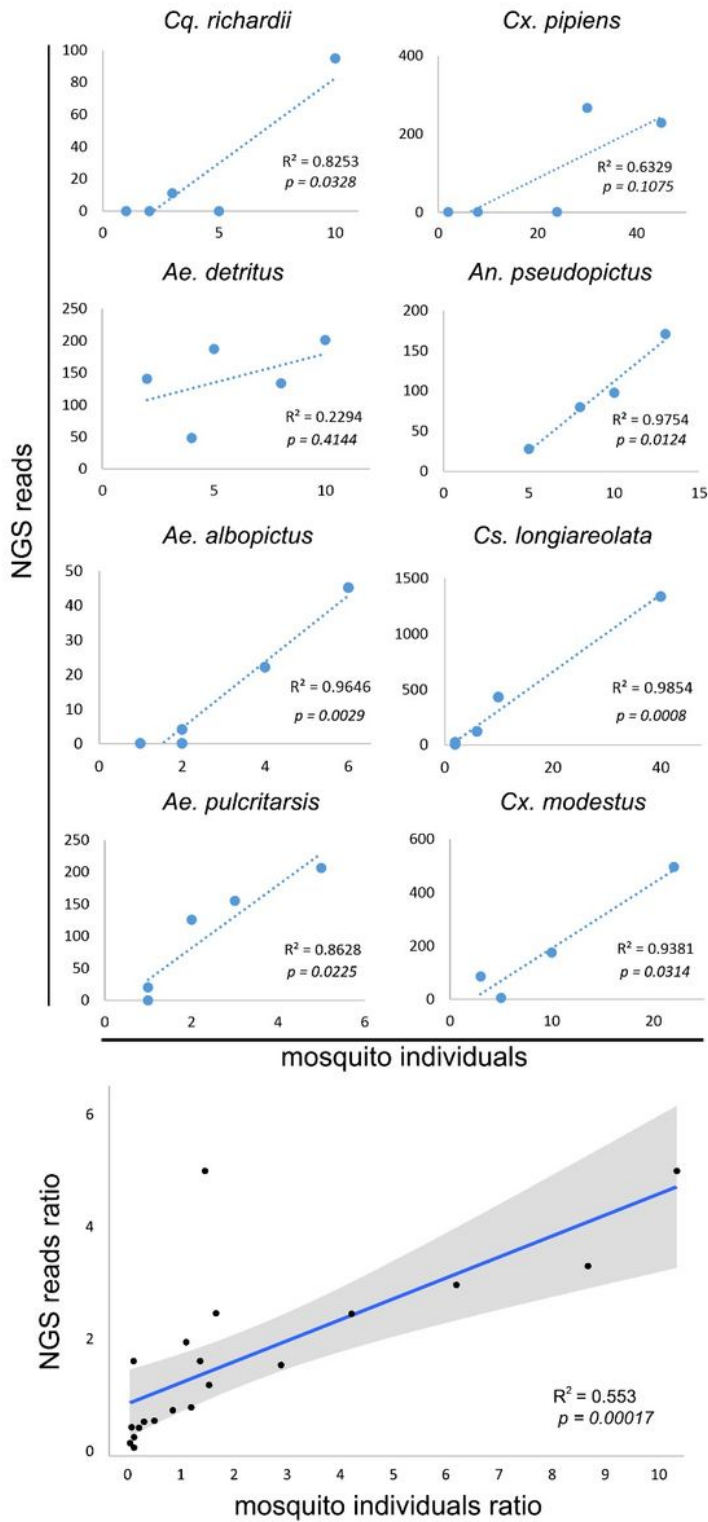 Cq. richardii
Cx. pipiens
100
80
60
40
20
0
0
5
10
R² = 0.8253
p = 0.0328
400
200
0
0
20
40
R² = 0.6329
p = 0.1075
Ae. detritus
An. pseudopictus
250
200
150
100
50
0
0
5
10
R² = 0.2294
p = 0.4144
200
150
100
50
0
0
5
10
15
R² = 0.9754
p = 0.0124
NGS reads
Ae. albopictus
Cs. longiareolata
50
40
30
20
10
0
0
2
4
6
R² = 0.9646
p = 0.0029
1500
1000
500
0
0
20
40
R² = 0.9854
p = 0.0008
Ae. pulcritarsis
Cx. modestus
250
200
150
100
50
0
0
2
4
6
R² = 0.8628
p = 0.0225
600
400
200
0
0
10
20
R² = 0.9381
p = 0.0314
mosquito individuals
NGS reads ratio
6
4
2
0
0
1
2
3
4
5
6
7
8
9
10
R² = 0.553
p = 0.00017
mosquito individuals ratio